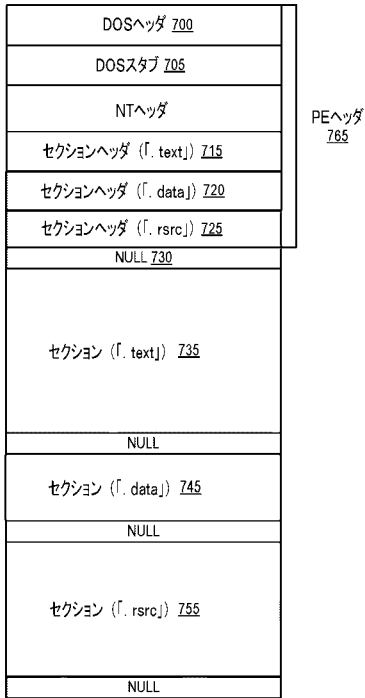 DOSヘッダ 700
DOSスタブ 705
NTヘッダ
セクションヘッダ (「. text」) 715
セクションヘッダ (「. data」) 720
セクションヘッダ (「. rsrc」) 725
PEヘッダ
765
NULL 730
セクション (「. text」) 735
NULL
セクション (「. data」) 745
NULL
セクション (「. rsrc」) 755
NULL